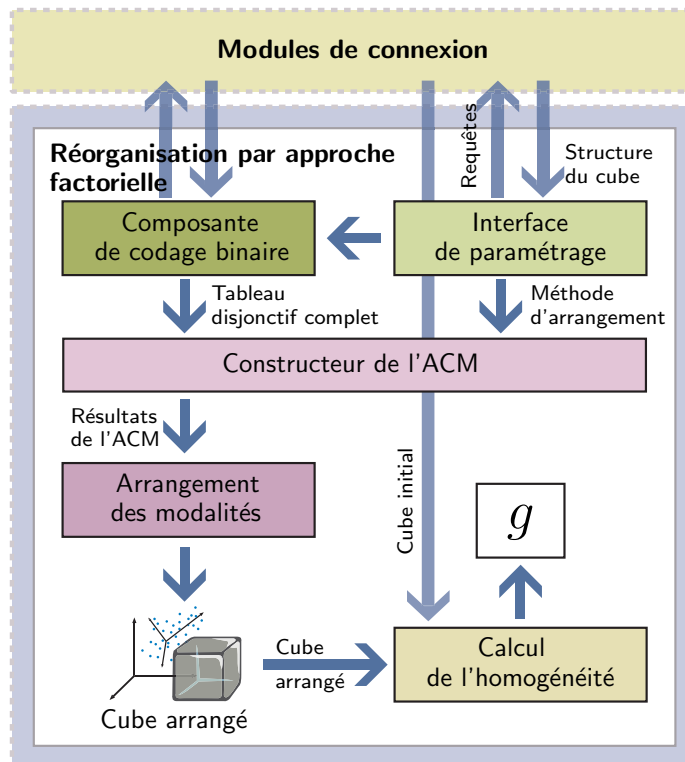 Modules de connexion
Réorganisation par approche
factorielle
Requêtes
Structure
du cube
Composante
de codage binaire
Interface
de paramétrage
Tableau
disjonctif complet
Méthode
d'arrangement
Constructeur de l'ACM
Résultats
de l'ACM
Cube initial
Arrangement
des modalités
g
Cube
arrangé
Calcul
de l'homogénéité
Cube arrangé